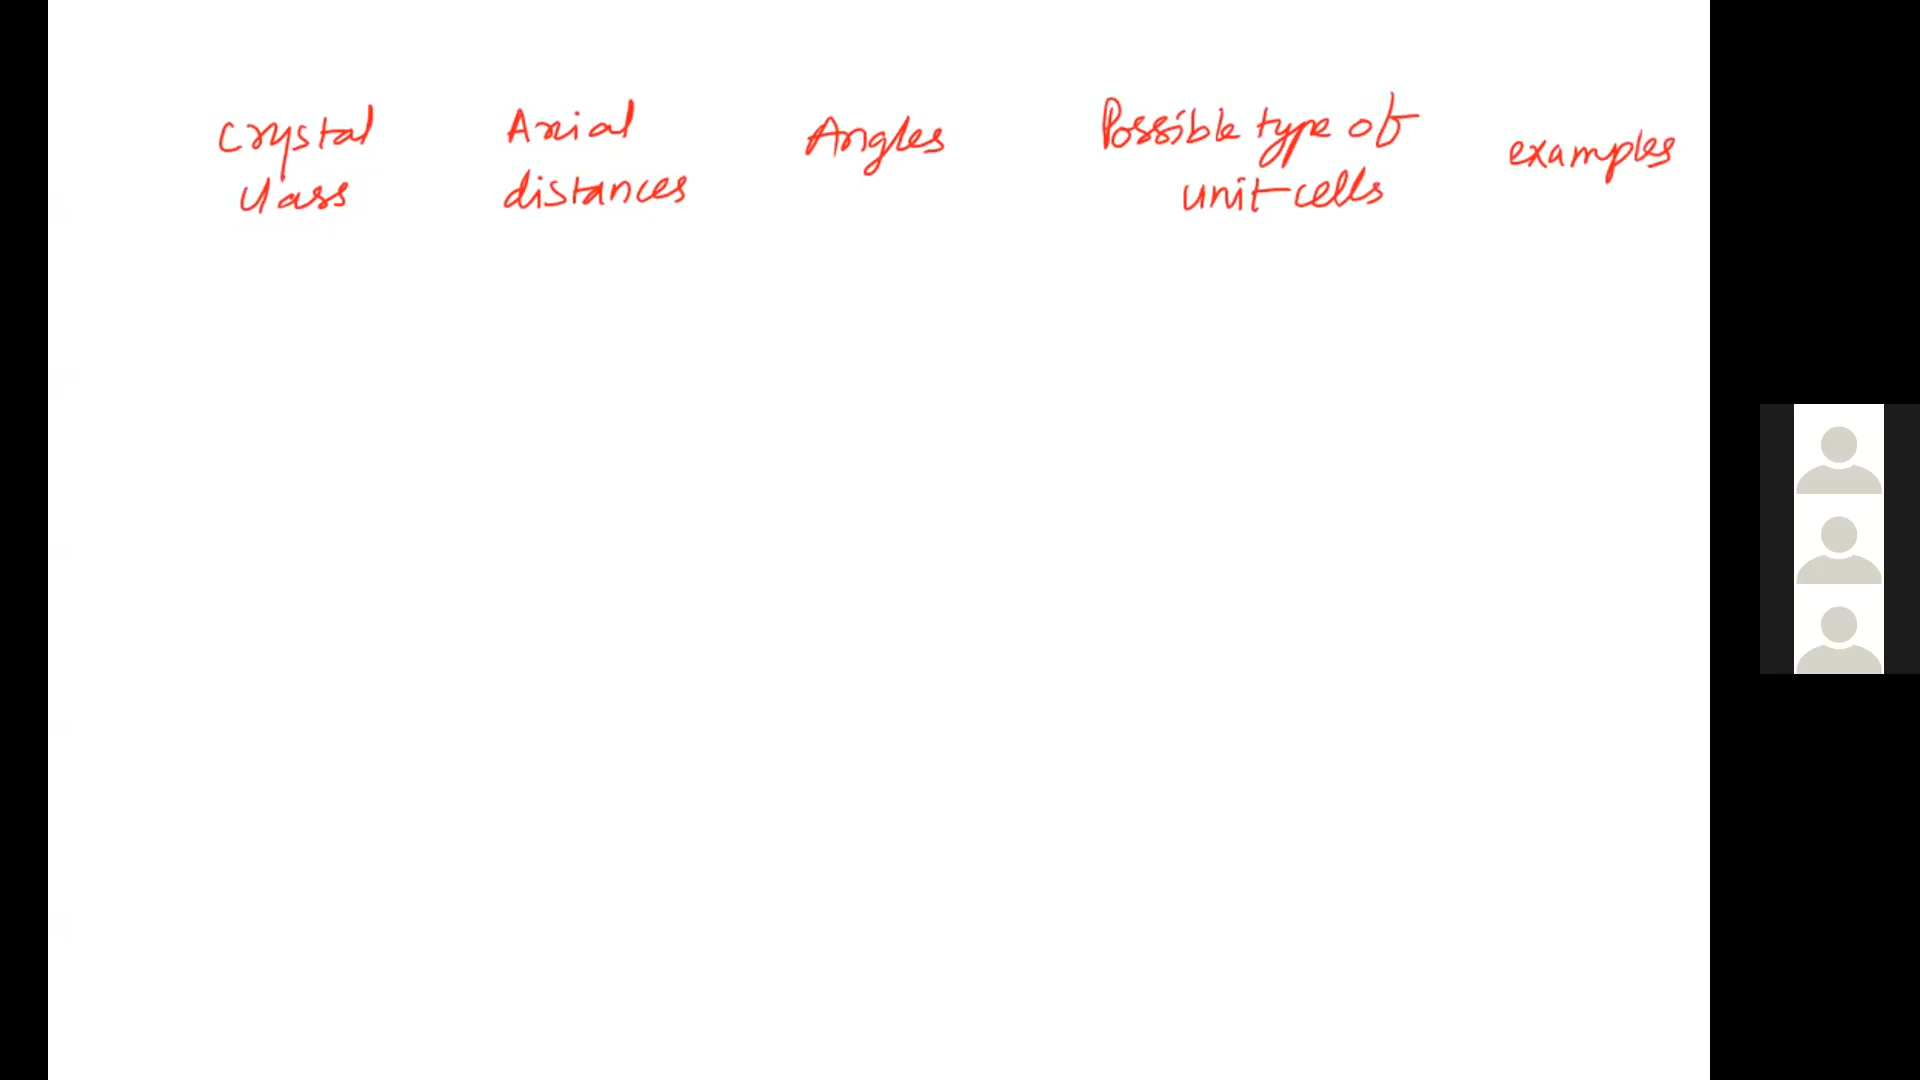 Crystal Axial Angles Possible type of examples
class distances unit-cells